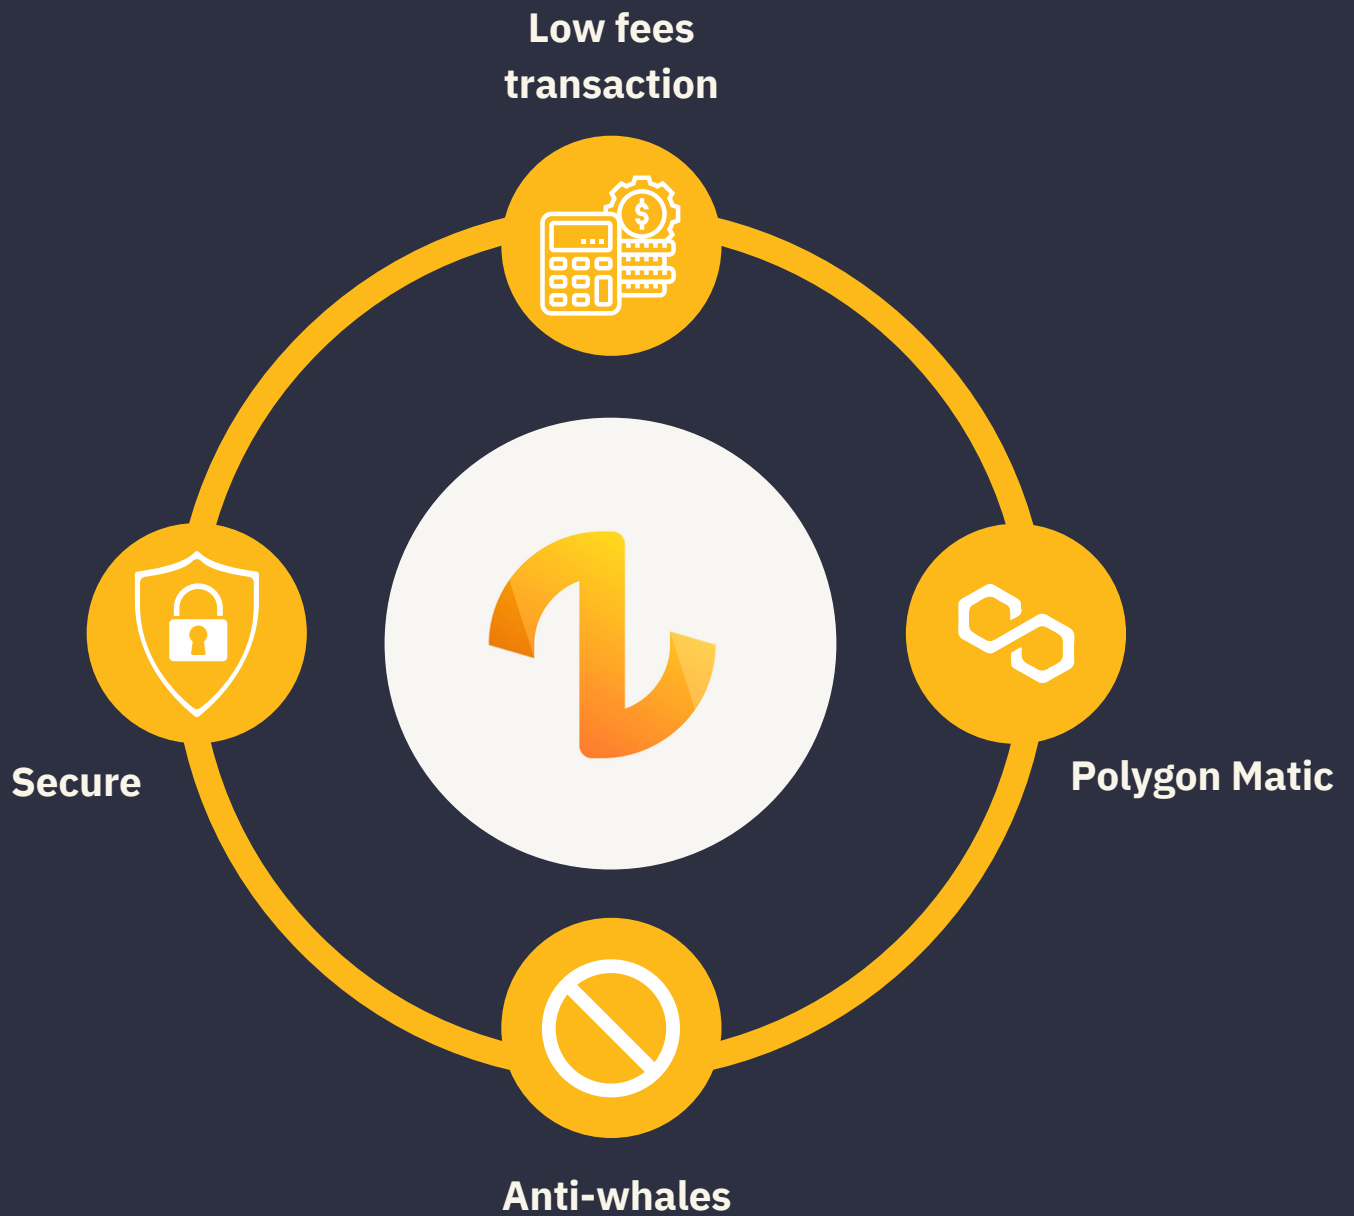 Low fees
transaction
Secure
Polygon Matic
Anti-whales